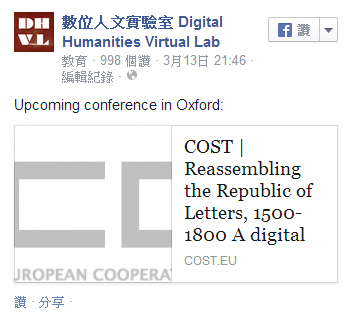 DH
VL
數位人文實驗室 Digital
Humanities Virtual Lab
讚
教育 · 998 個讚 · 3月13日 21:46 ·
編輯紀錄 ·
Upcoming conference in Oxford:
UROPEAN COOPERAT
COST |
Reassembling
the Republic of
Letters, 1500-
1800 A digital
COST.EU
讚 · 分享 ·